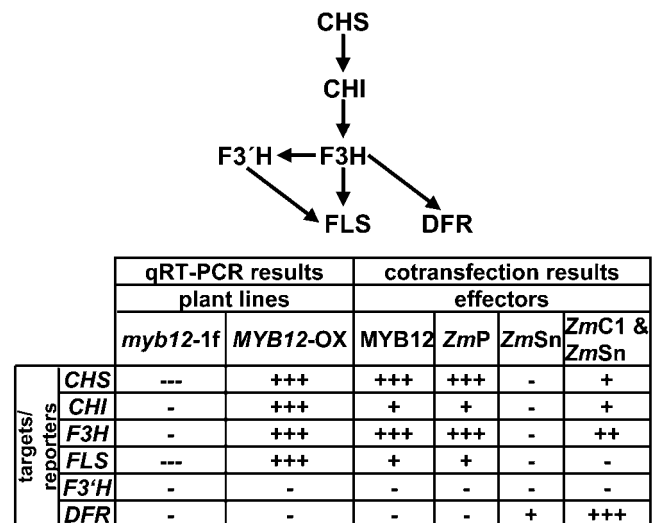 CHS
CHI
F3´H F3H
FLS DFR
qRT-PCR results cotransfection results
plant lines effectors
myb12-1f MYB12-OX MYB12 ZmP ZmSn ZmC1 & ZmSn
targets/ reporters
CHS --- +++ +++ +++ - +
CHI - +++ + + - +
F3H - +++ +++ +++ - ++
FLS --- +++ + + - -
F3‘H - - - - - -
DFR - - - - + +++